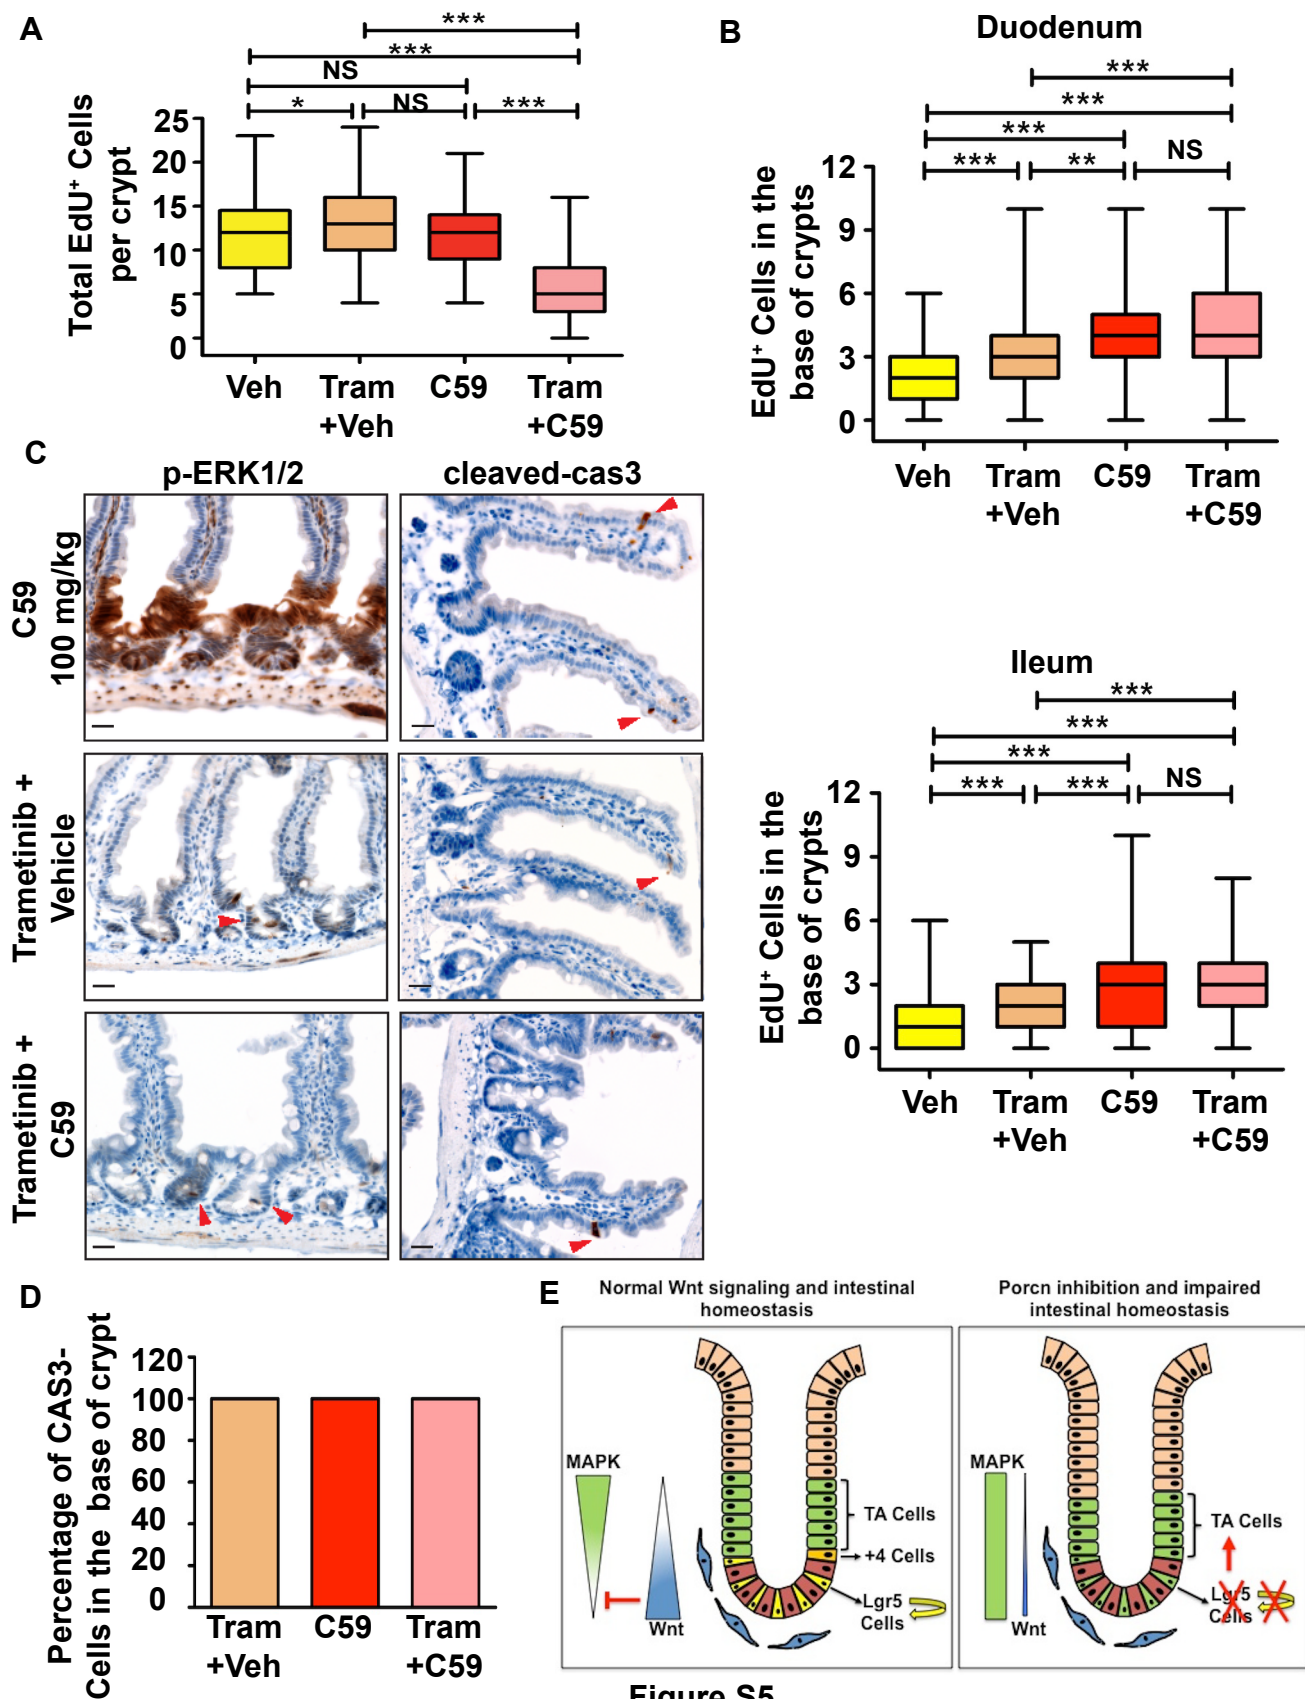 A
***
***
NS
*
NS
***
Total EdU⁺ Cells
per crypt
25
20
15
10
5
0
Veh
Tram
+Veh
C59
Tram
+C59
B
Duodenum
***
***
***
***
**
NS
EdU⁺ Cells in the
base of crypts
12
9
6
3
0
Veh
Tram
+Veh
C59
Tram
+C59
C
p-ERK1/2
cleaved-cas3
C59
100 mg/kg
Trametinib +
Vehicle
Trametinib +
C59
Ileum
***
***
***
***
***
NS
EdU⁺ Cells in the
base of crypts
12
9
6
3
0
Veh
Tram
+Veh
C59
Tram
+C59
D
Percentage of CAS3-
Cells in the base of crypt
120
100
80
60
40
20
0
Tram
+Veh
C59
Tram
+C59
E
Normal Wnt signaling and intestinal
homeostasis
MAPK
Wnt
TA Cells
+4 Cells
Lgr5
Cells
Porcn inhibition and impaired
intestinal homeostasis
MAPK
Wnt
TA Cells
Lgr5
Cells
Figure S5